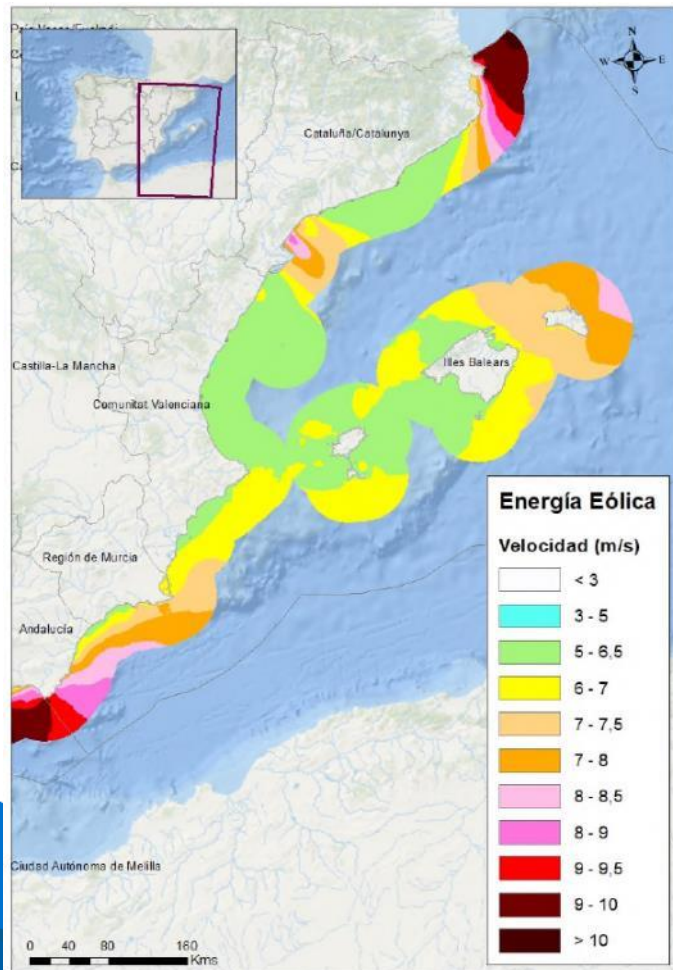 N
W E
S
Cataluña/Catalunya
Castilla-La Mancha
Illes Balears
Comunitat Valenciana
Región de Murcia
Andalucía
Ciudad Autónoma de Melilla
0 40 80 160
Kms
Energía Eólica
Velocidad (m/s)
< 3
3 - 5
5 - 6,5
6 - 7
7 - 7,5
7 - 8
8 - 8,5
8 - 9
9 - 9,5
9 - 10
> 10